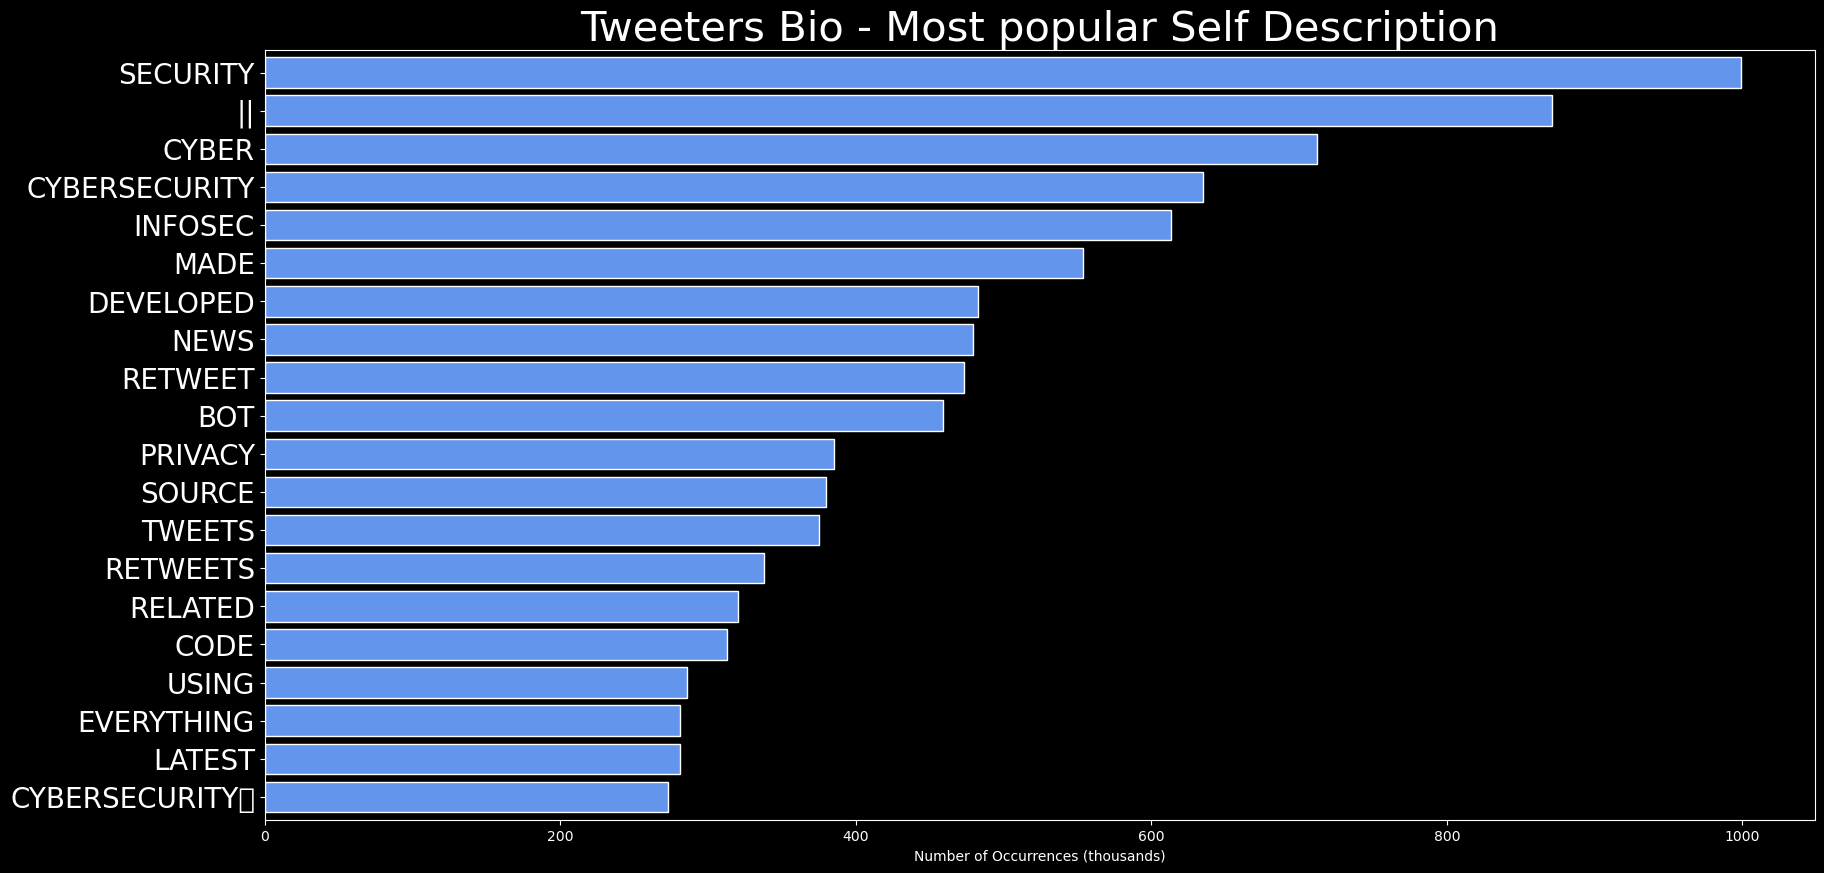 Tweeters Bio - Most popular Self Description
SECURITY
||
CYBER
CYBERSECURITY
INFOSEC
MADE
DEVELOPED
NEWS
RETWEET
BOT
PRIVACY
SOURCE
TWEETS
RETWEETS
RELATED
CODE
USING
EVERYTHING
LATEST
CYBERSECURITY▯
0 200 400 600 800 1000
Number of Occurrences (thousands)